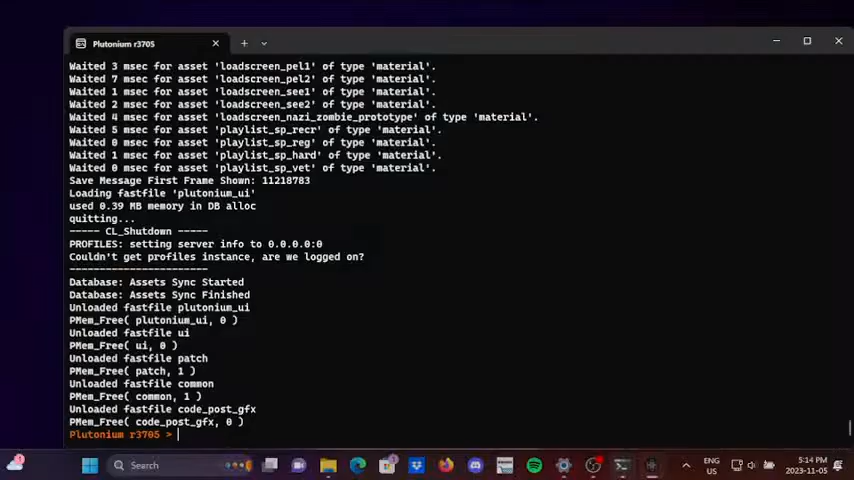 Plutonium r3705
Waited 3 msec for asset 'loadscreen_pel1' of type 'material'.
Waited 7 msec for asset 'loadscreen_pel2' of type 'material'.
Waited 1 msec for asset 'loadscreen_see1' of type 'material'.
Waited 2 msec for asset 'loadscreen_see2' of type 'material'.
Waited 4 msec for asset 'loadscreen_nazi_zombie_prototype' of type 'material'.
Waited 5 msec for asset 'playlist_sp_recr' of type 'material'.
Waited 0 msec for asset 'playlist_sp_reg' of type 'material'.
Waited 1 msec for asset 'playlist_sp_hard' of type 'material'.
Waited 0 msec for asset 'playlist_sp_vet' of type 'material'.
Save Message First Frame Shown: 11218783
Loading fastfile 'plutonium_ui'
used 0.39 MB memory in DB alloc
quitting...
----- CL_Shutdown -----
PROFILES: setting server info to 0.0.0.0:0
Couldn't get profiles instance, are we logged on?
-----------------------
Database: Assets Sync Started
Database: Assets Sync Finished
Unloaded fastfile plutonium_ui
PMem_Free( plutonium_ui, 0 )
Unloaded fastfile ui
PMem_Free( ui, 0 )
Unloaded fastfile patch
PMem_Free( patch, 1 )
Unloaded fastfile common
PMem_Free( common, 1 )
Unloaded fastfile code_post_gfx
PMem_Free( code_post_gfx, 0 )
Plutonium r3705 >
Search
ENG
US
5:14 PM
2023-11-05